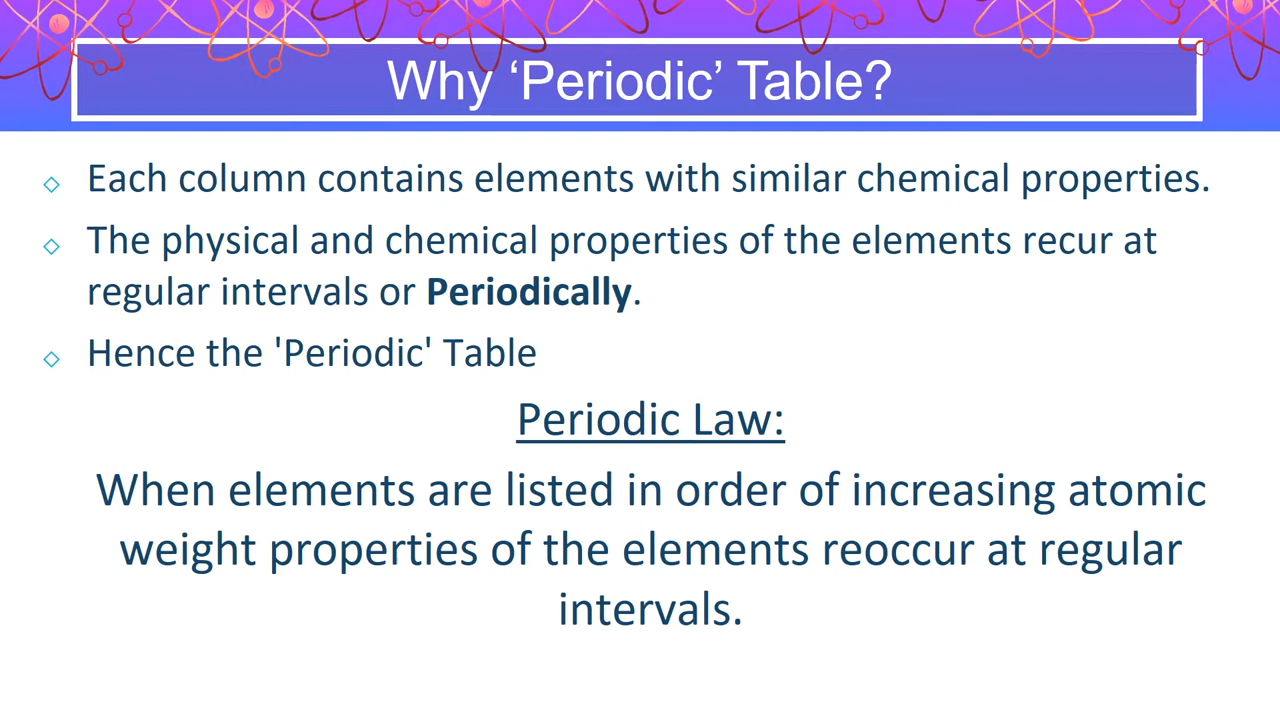 Why ‘Periodic’ Table?
Each column contains elements with similar chemical properties.
The physical and chemical properties of the elements recur at
regular intervals or Periodically.
Hence the 'Periodic' Table
Periodic Law:
When elements are listed in order of increasing atomic
weight properties of the elements reoccur at regular
intervals.